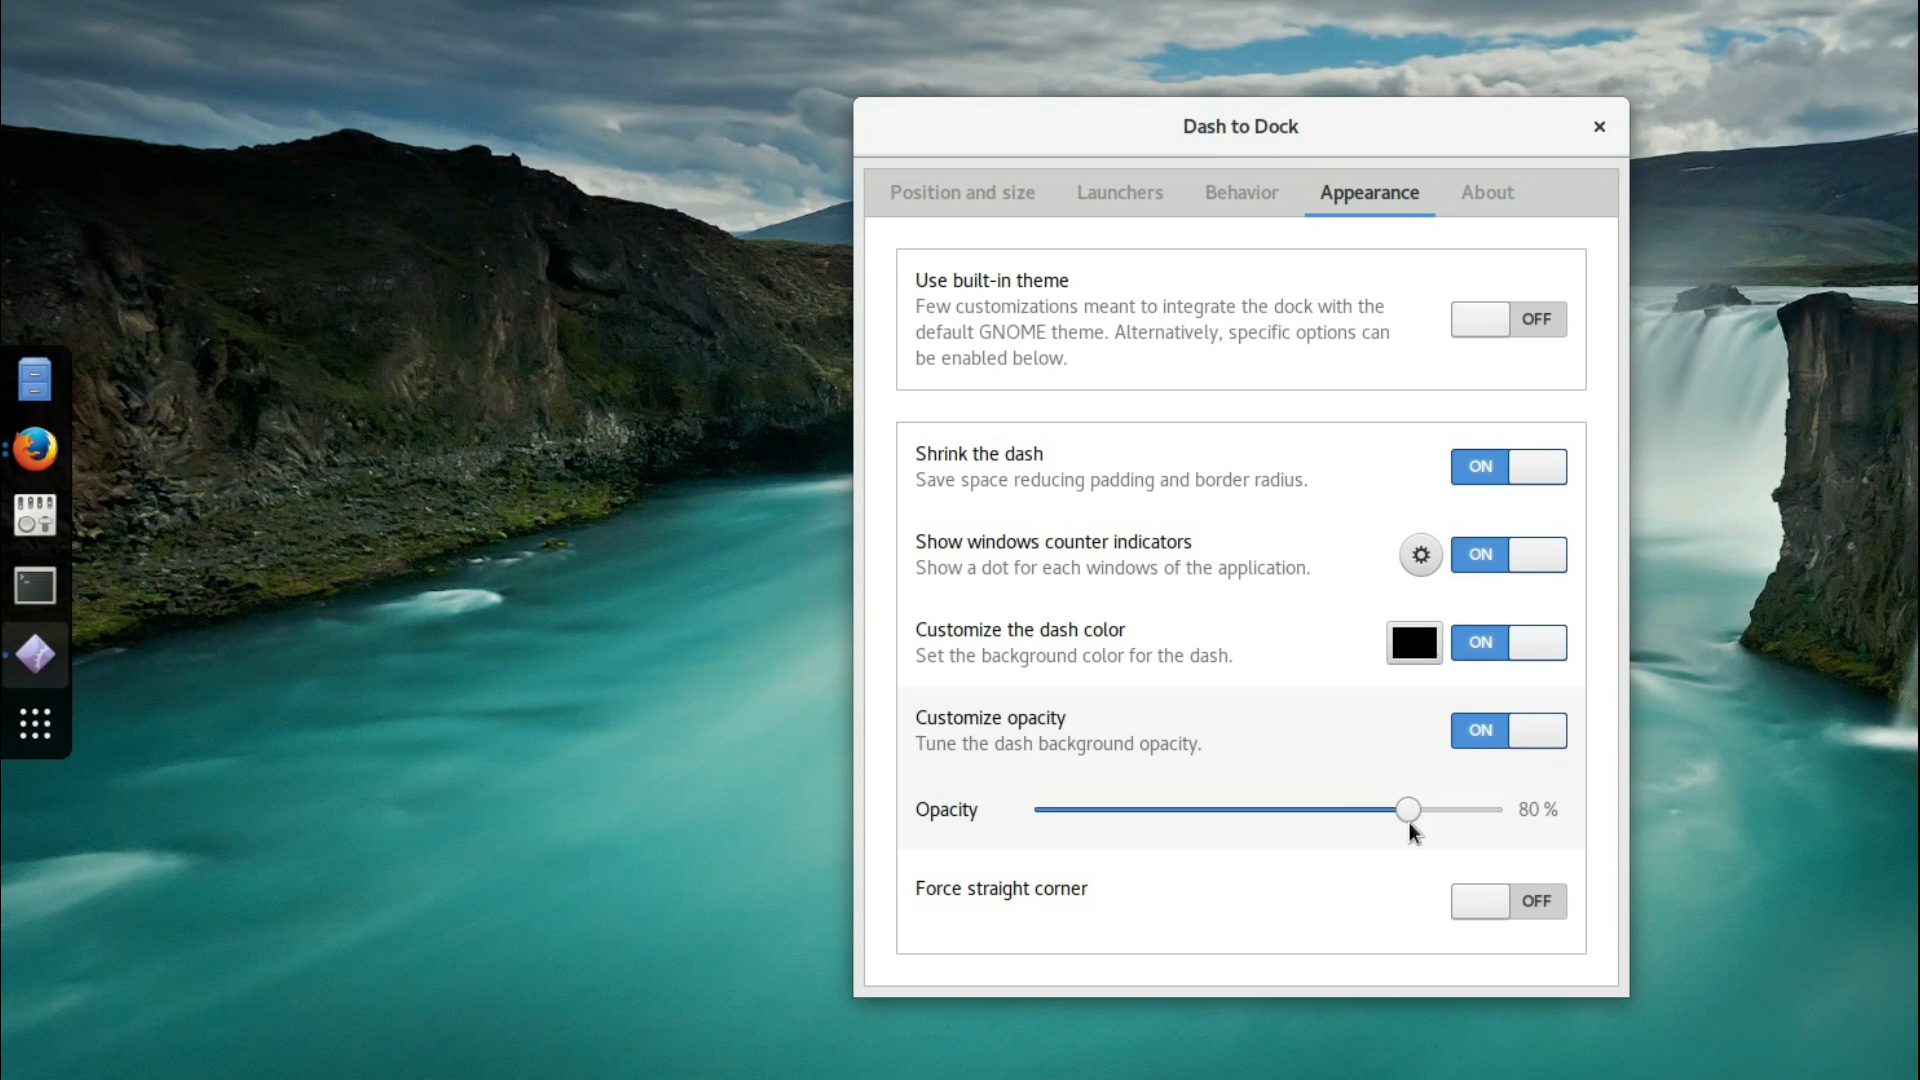 Dash to Dock
Position and size Launchers Behavior Appearance About
Use built-in theme
Few customizations meant to integrate the dock with the
default GNOME theme. Alternatively, specific options can
be enabled below.
OFF
Shrink the dash
Save space reducing padding and border radius.
ON
Show windows counter indicators
Show a dot for each windows of the application.
ON
Customize the dash color
Set the background color for the dash.
ON
Customize opacity
Tune the dash background opacity.
ON
Opacity 80 %
Force straight corner
OFF